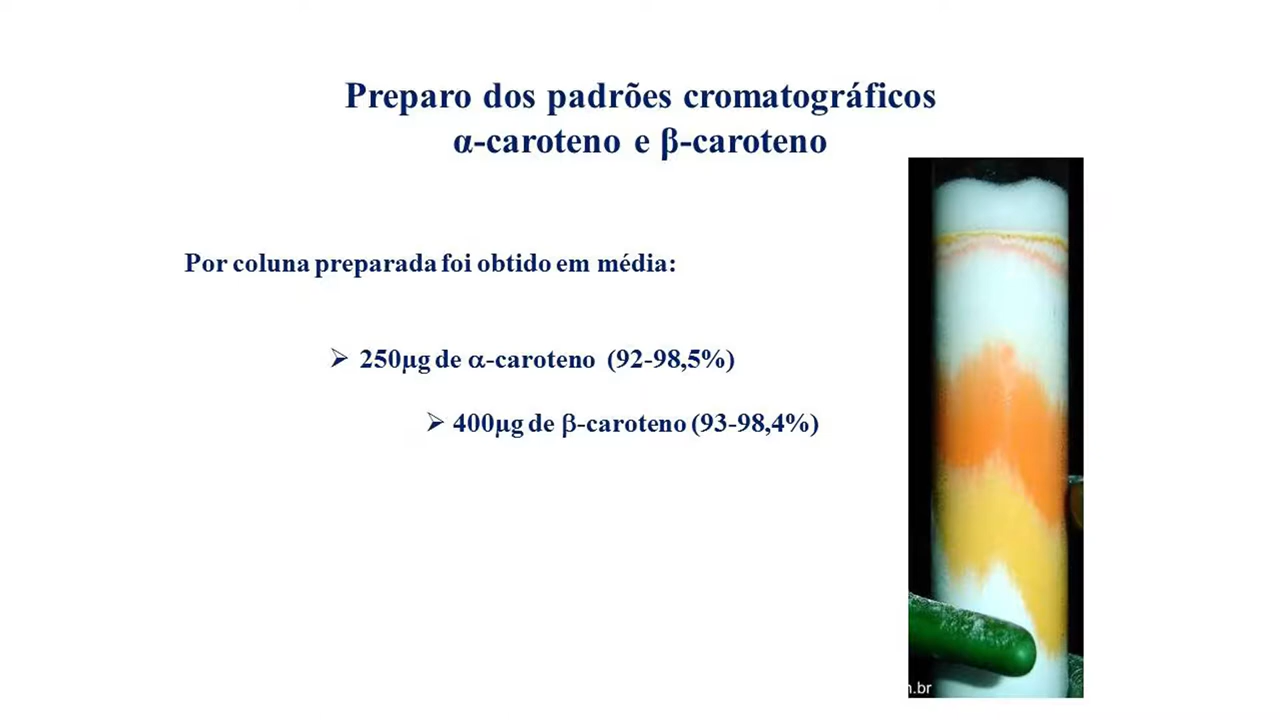 Preparo dos padrões cromatográficos
α-caroteno e β-caroteno
Por coluna preparada foi obtido em média:
➢ 250µg de α-caroteno (92-98,5%)
➢ 400µg de β-caroteno (93-98,4%)
.br